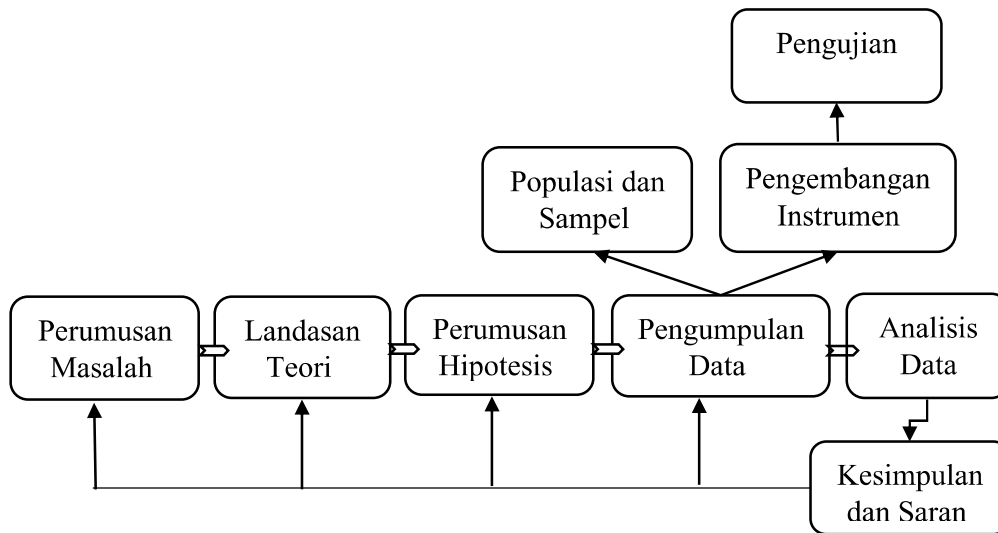 Pengujian
Populasi dan
Sampel
Pengembangan
Instrumen
Perumusan
Masalah
Landasan
Teori
Perumusan
Hipotesis
Pengumpulan
Data
Analisis
Data
Kesimpulan
dan Saran